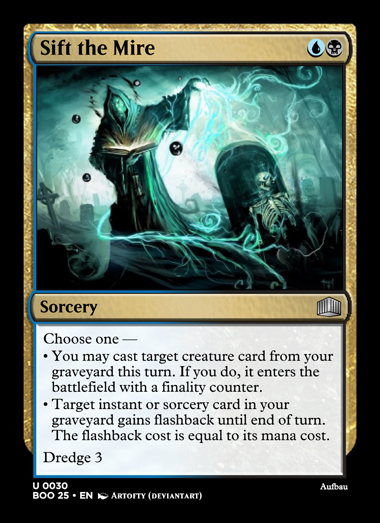 Sift the Mire
Sorcery
Choose one —
• You may cast target creature card from your
graveyard this turn. If you do, it enters the
battlefield with a finality counter.
• Target instant or sorcery card in your
graveyard gains flashback until end of turn.
The flashback cost is equal to its mana cost.
Dredge 3
U 0030
BOO 25 • EN Artofty (deviantart)
Aufbau